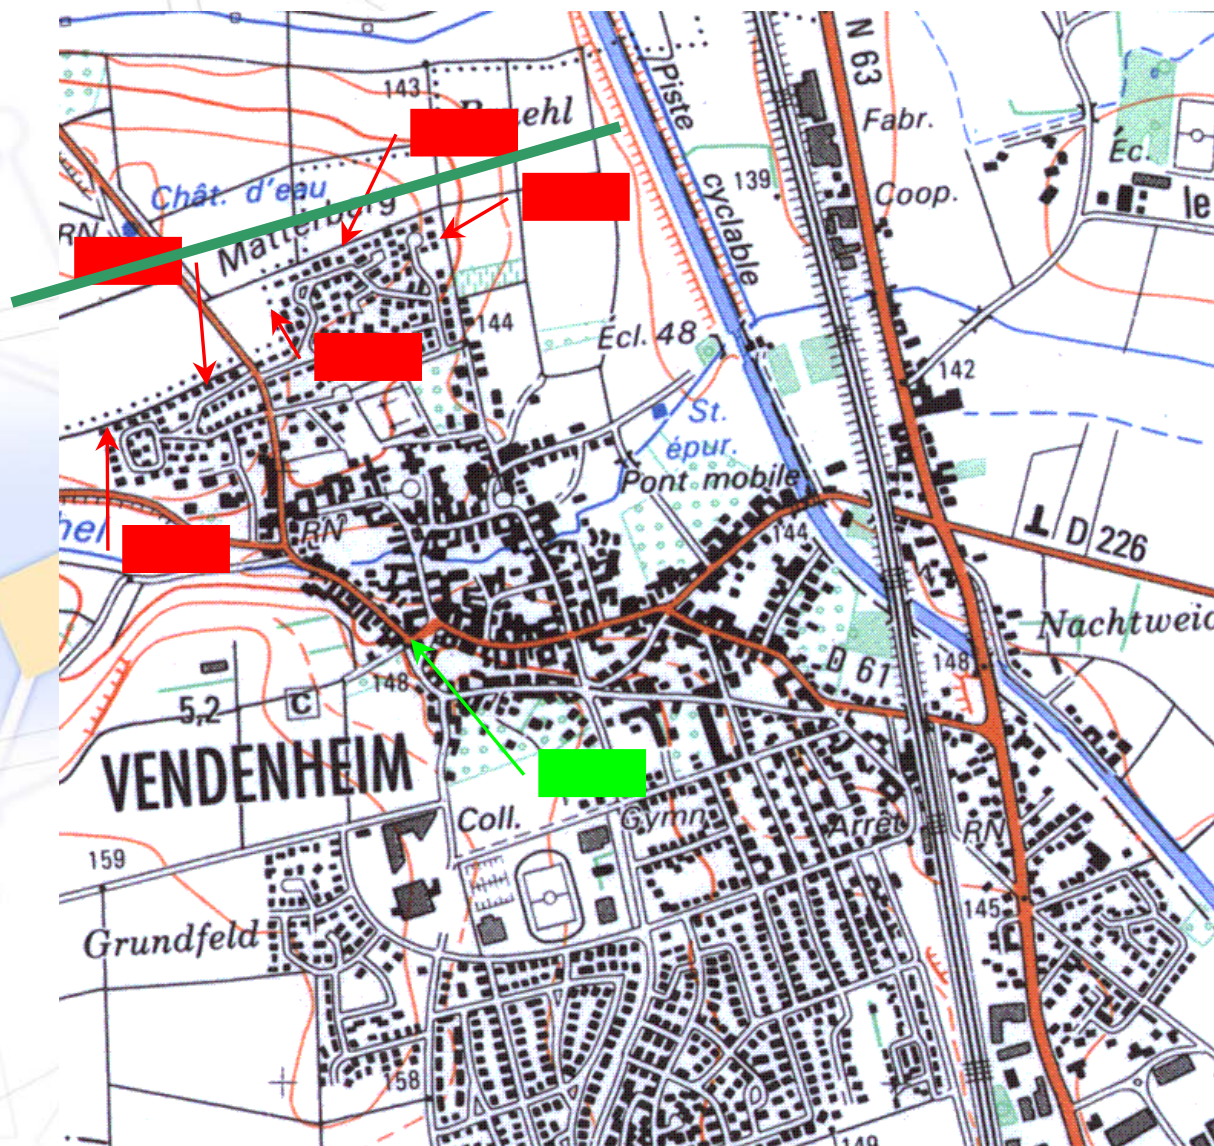 N 63
143
ehl
Piste
Fabr.
Éc.
139
Chât. d'eau
cyclable
Coop.
le
RN
Matterberg
144
Écl. 48
142
St.
épur.
Pont mobile
hel
RN
144
D 226
Nachtweid
148
D 61
148
5,2
C
VENDENHEIM
Coll.
Gymn.
Arrêt
RN
159
145
Grundfeld
158
149